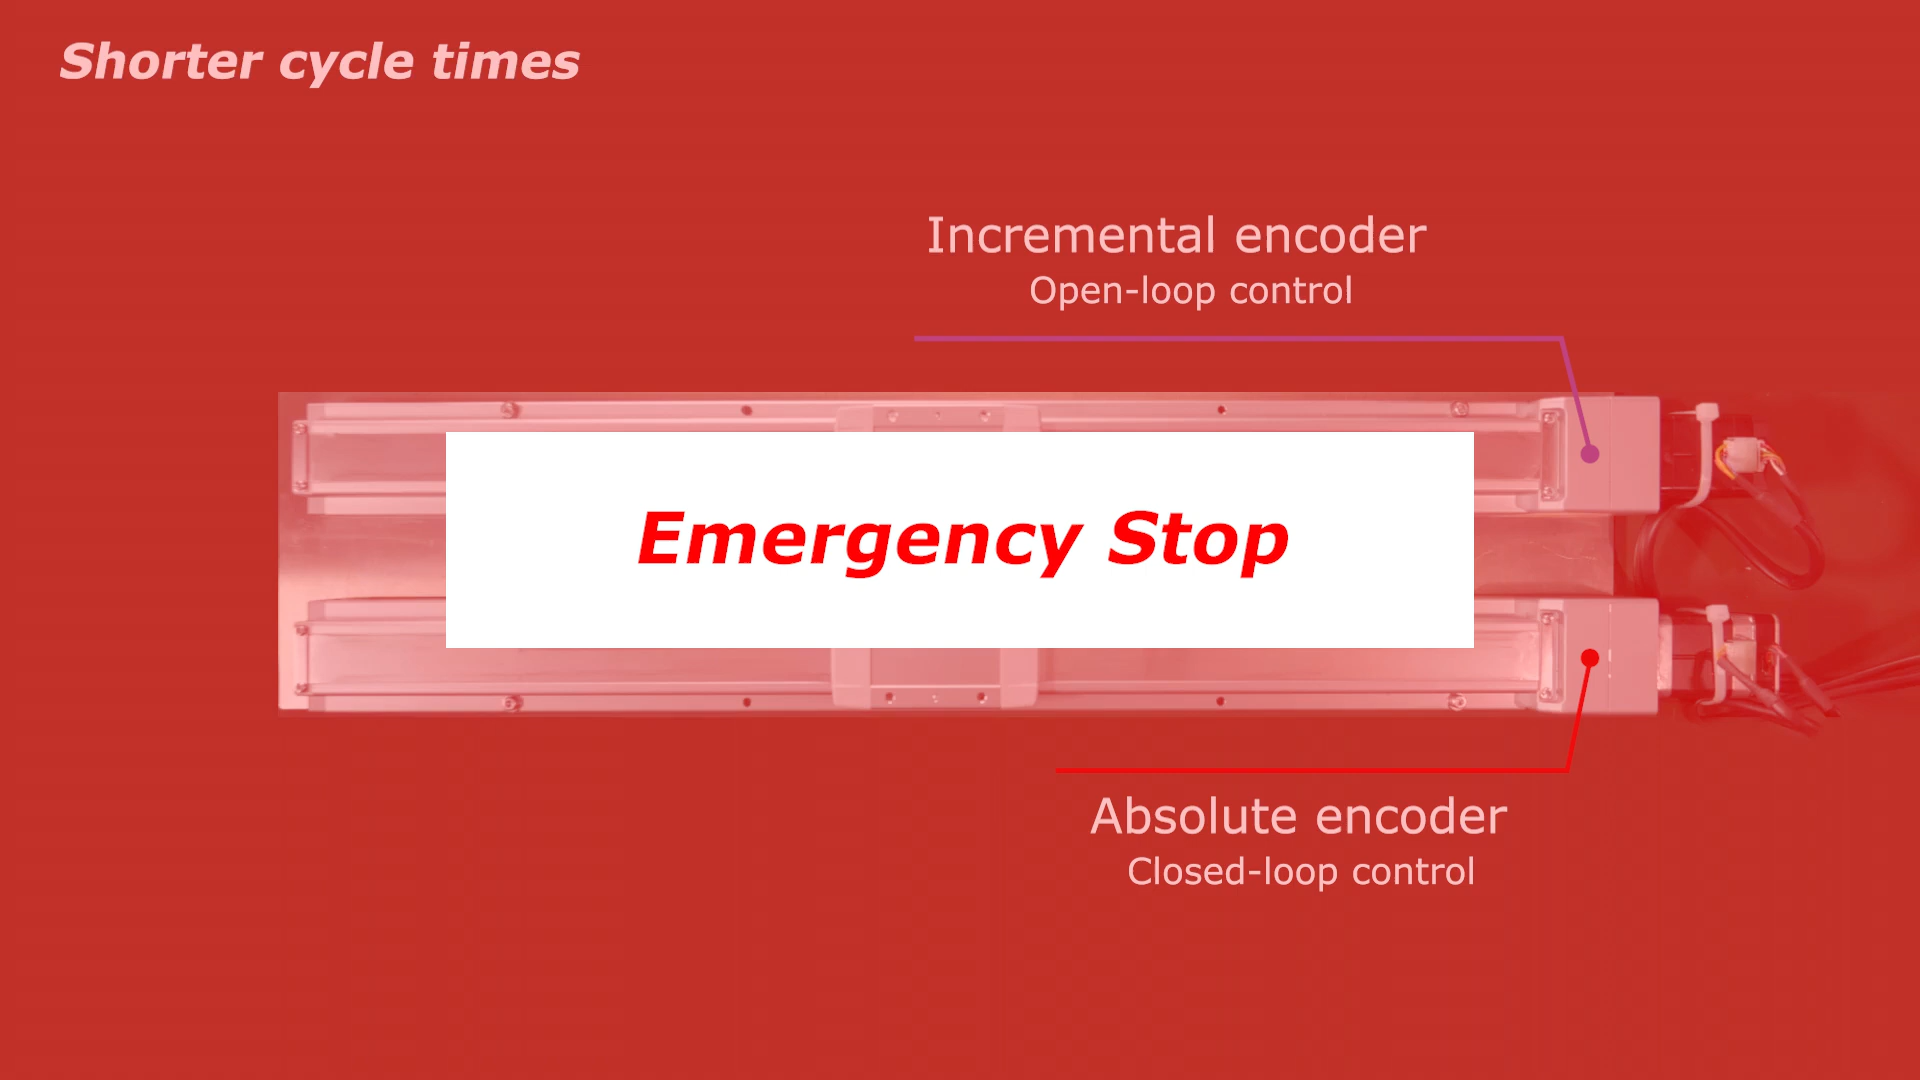 Shorter cycle times
Incremental encoder
Open-loop control
Emergency Stop
Absolute encoder
Closed-loop control